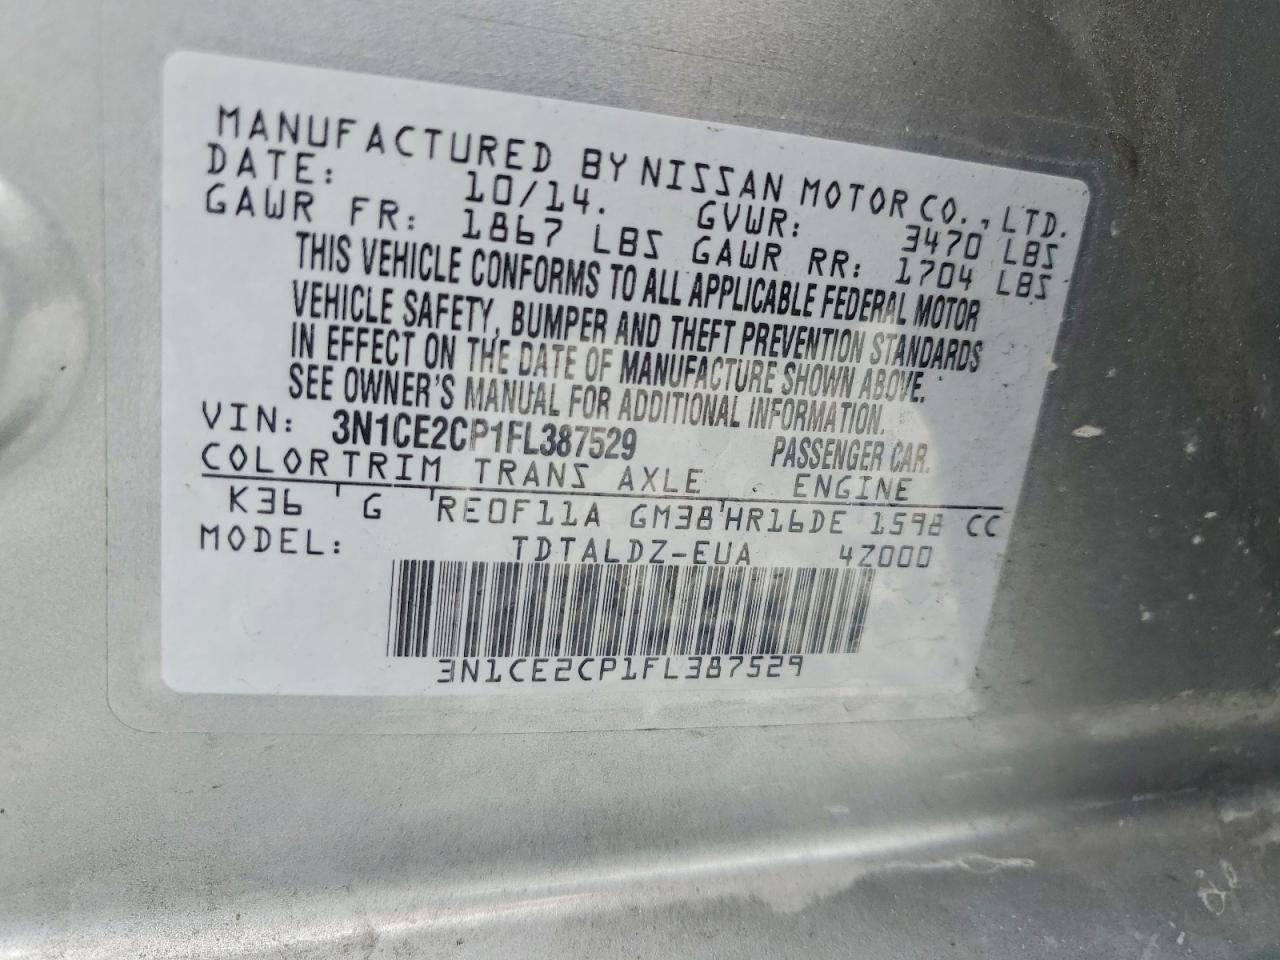 MANUFACTURED BY NISSAN MOTOR CO., LTD.
DATE: 10/14. GVWR: 3470 LBS
GAWR FR: 1867 LBS GAWR RR: 1704 LBS
THIS VEHICLE CONFORMS TO ALL APPLICABLE FEDERAL MOTOR
VEHICLE SAFETY, BUMPER AND THEFT PREVENTION STANDARDS
IN EFFECT ON THE DATE OF MANUFACTURE SHOWN ABOVE.
SEE OWNER'S MANUAL FOR ADDITIONAL INFORMATION.
VIN: 3N1CE2CP1FL387529 PASSENGER CAR.
COLOR TRIM TRANS AXLE ENGINE
K36 G RE0F11A GM38 HR16DE 1598 CC
MODEL: TDTALDZ-EUA 4Z000
3N1CE2CP1FL387529